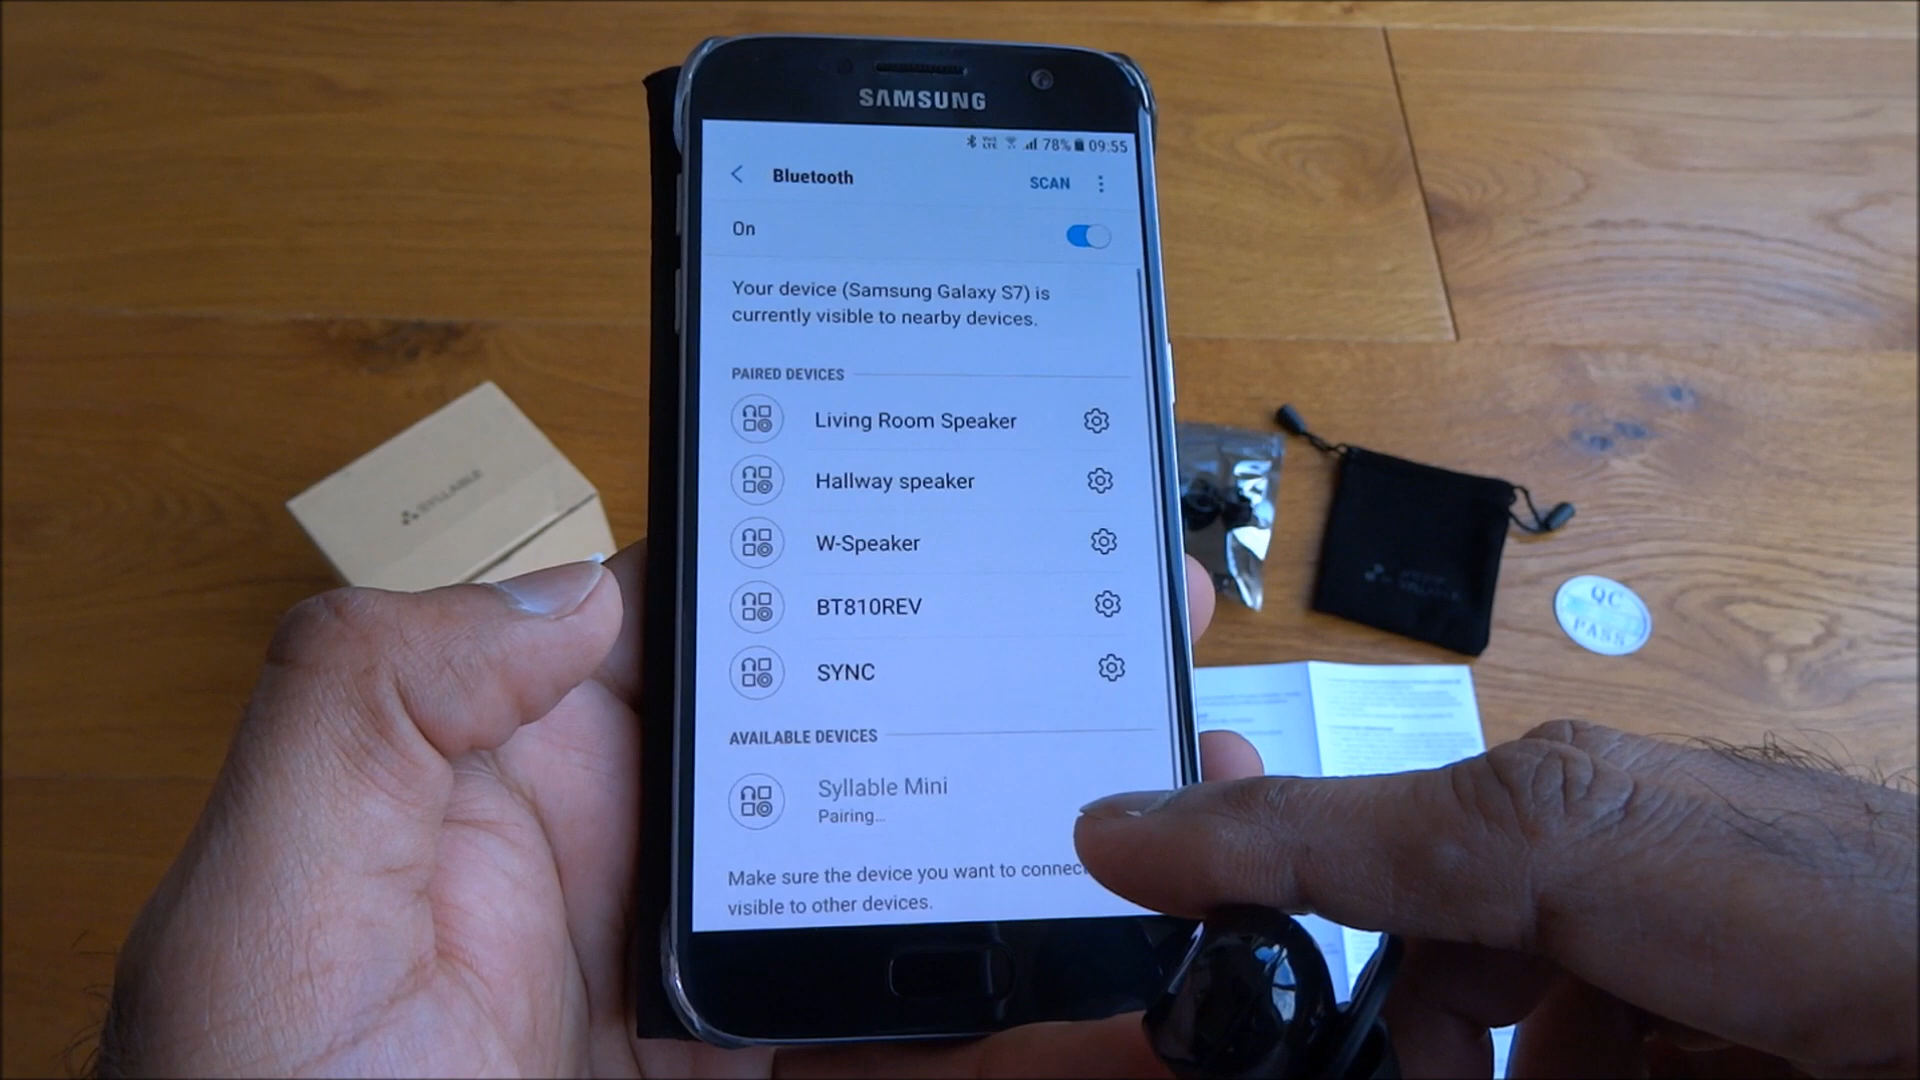 SAMSUNG
78% 09:55
Bluetooth
SCAN
On
Your device (Samsung Galaxy S7) is
currently visible to nearby devices.
PAIRED DEVICES
Living Room Speaker
Hallway speaker
W-Speaker
BT810REV
SYNC
AVAILABLE DEVICES
Syllable Mini
Pairing…
Make sure the device you want to connec
visible to other devices.
SYLLABLE
QC
PASS